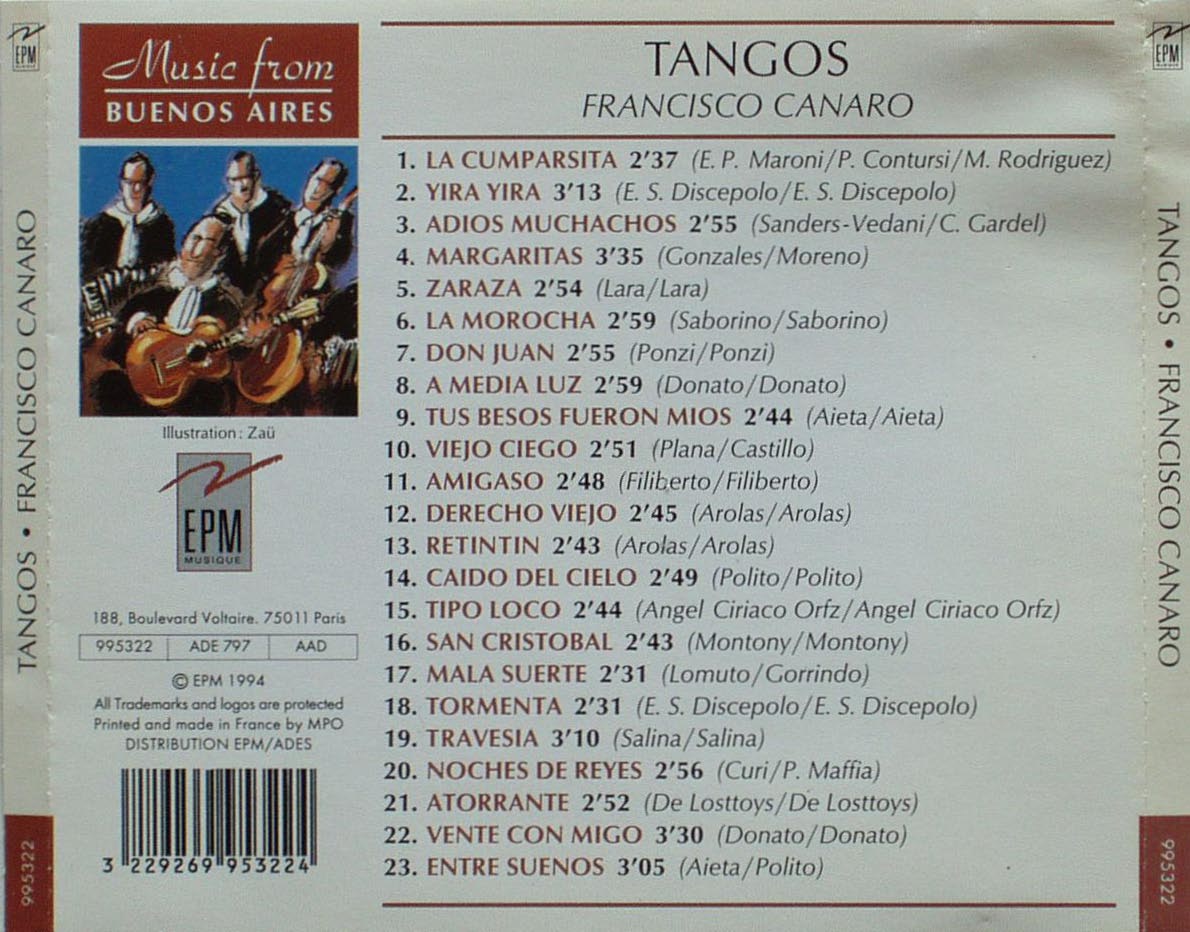 EPM
MUSIQUE
TANGOS • FRANCISCO CANARO
995322
Music from
BUENOS AIRES
Illustration : Zaü
EPM
MUSIQUE
188, Boulevard Voltaire. 75011 Paris
995322 ADE 797 AAD
© EPM 1994
All Trademarks and logos are protected
Printed and made in France by MPO
DISTRIBUTION EPM/ADES
3 229269 953224
TANGOS
FRANCISCO CANARO
1. LA CUMPARSITA 2'37 (E. P. Maroni/P. Contursi/M. Rodriguez)
2. YIRA YIRA 3'13 (E. S. Discepolo/E. S. Discepolo)
3. ADIOS MUCHACHOS 2'55 (Sanders-Vedani/C. Gardel)
4. MARGARITAS 3'35 (Gonzales/Moreno)
5. ZARAZA 2'54 (Lara/Lara)
6. LA MOROCHA 2'59 (Saborino/Saborino)
7. DON JUAN 2'55 (Ponzi/Ponzi)
8. A MEDIA LUZ 2'59 (Donato/Donato)
9. TUS BESOS FUERON MIOS 2'44 (Aieta/Aieta)
10. VIEJO CIEGO 2'51 (Plana/Castillo)
11. AMIGASO 2'48 (Filiberto/Filiberto)
12. DERECHO VIEJO 2'45 (Arolas/Arolas)
13. RETINTIN 2'43 (Arolas/Arolas)
14. CAIDO DEL CIELO 2'49 (Polito/Polito)
15. TIPO LOCO 2'44 (Angel Ciriaco Orfz/Angel Ciriaco Orfz)
16. SAN CRISTOBAL 2'43 (Montony/Montony)
17. MALA SUERTE 2'31 (Lomuto/Gorrindo)
18. TORMENTA 2'31 (E. S. Discepolo/E. S. Discepolo)
19. TRAVESIA 3'10 (Salina/Salina)
20. NOCHES DE REYES 2'56 (Curi/P. Maffia)
21. ATORRANTE 2'52 (De Losttoys/De Losttoys)
22. VENTE CON MIGO 3'30 (Donato/Donato)
23. ENTRE SUENOS 3'05 (Aieta/Polito)
EPM
MUSIQUE
TANGOS • FRANCISCO CANARO
995322